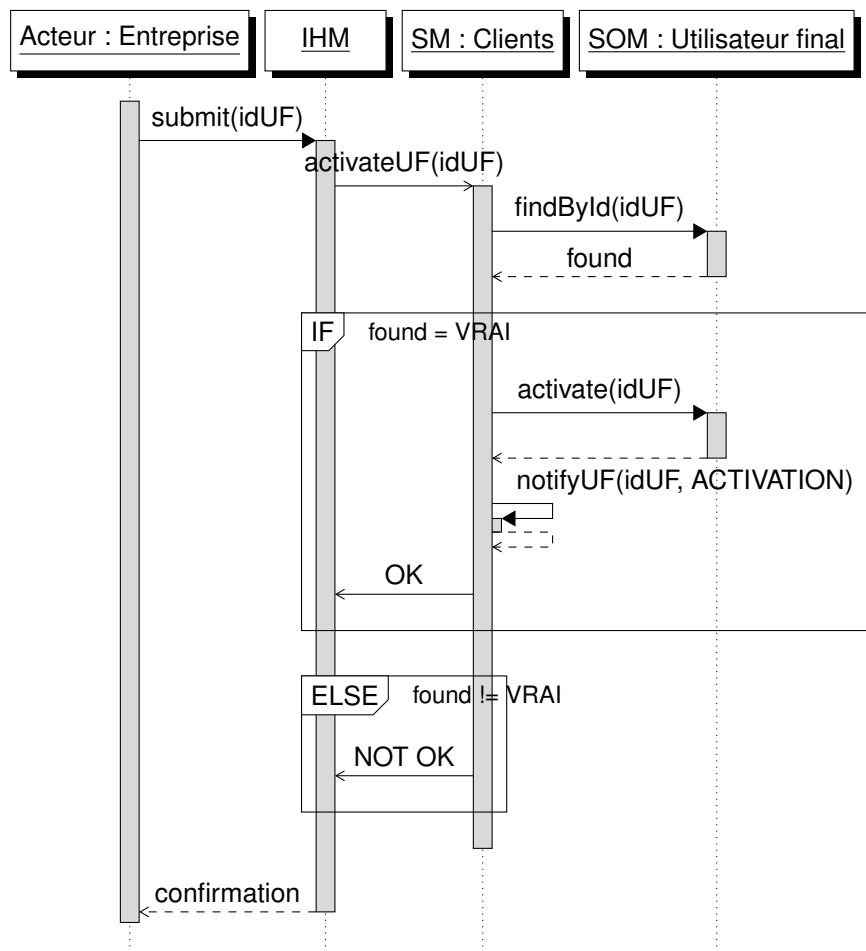 Acteur : Entreprise
IHM
SM : Clients
SOM : Utilisateur final
submit(idUF)
activateUF(idUF)
findById(idUF)
found
IF
found = VRAI
activate(idUF)
notifyUF(idUF, ACTIVATION)
OK
ELSE
found != VRAI
NOT OK
confirmation